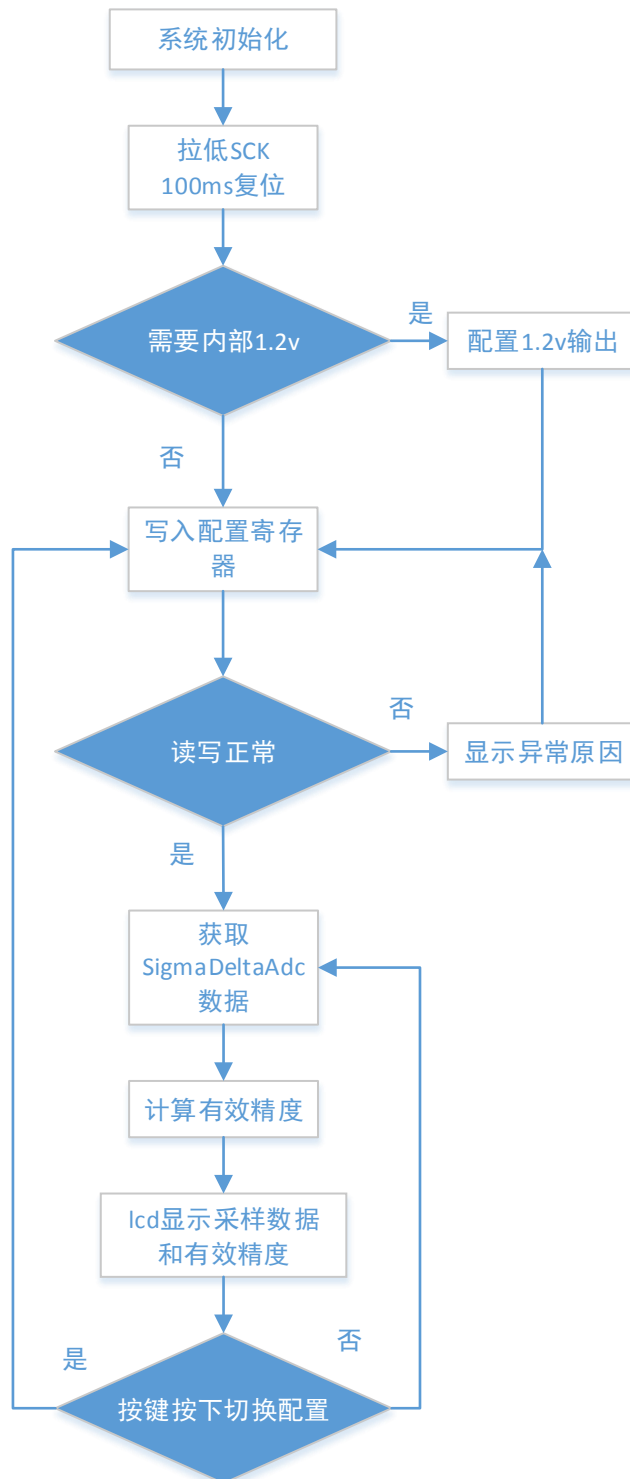 系统初始化
拉低SCK
100ms复位
需要内部1.2v
是
配置1.2v输出
否
写入配置寄存
器
否
读写正常
显示异常原因
是
获取
SigmaDeltaAdc
数据
计算有效精度
lcd显示采样数据
和有效精度
是
否
按键按下切换配置